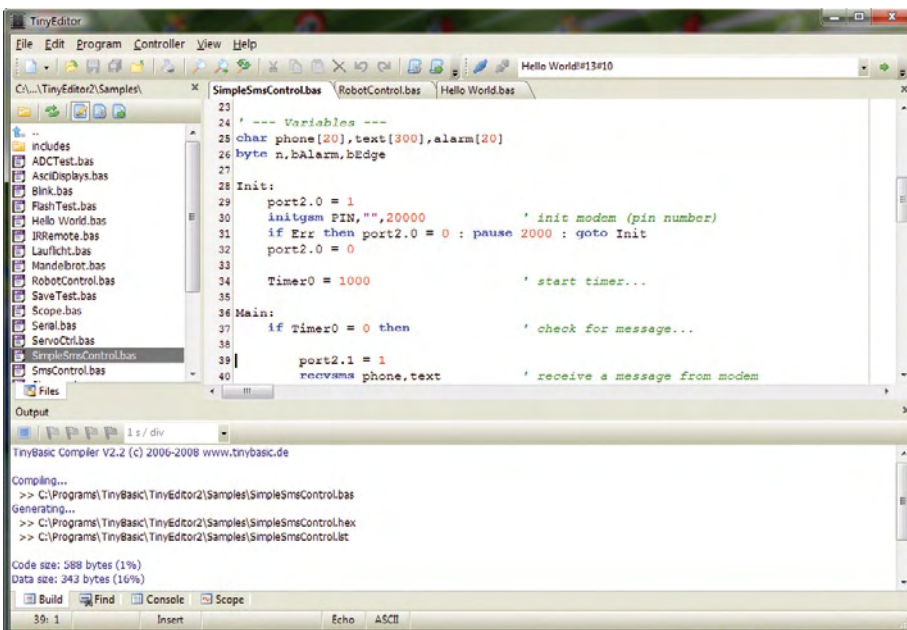 TinyEditor
File Edit Program Controller View Help
Hello World!#13#10
C:\...\TinyEditor2\Samples\
SimpleSmsControl.bas RobotControl.bas Hello World.bas
..
includes
ADCTest.bas
AsciDisplays.bas
Blink.bas
FlashTest.bas
Hello World.bas
IRRemote.bas
Lauflicht.bas
Mandelbrot.bas
RobotControl.bas
SaveTest.bas
Scope.bas
Serial.bas
ServoCtrl.bas
SimpleSmsControl.bas
SmsControl.bas
Files
23
24 ' --- Variables ---
25 char phone[20],text[300],alarm[20]
26 byte n,bAlarm,bEdge
27
28 Init:
29 port2.0 = 1
30 initgsm PIN,"",20000 ' init modem (pin number)
31 if Err then port2.0 = 0 : pause 2000 : goto Init
32 port2.0 = 0
33
34 Timer0 = 1000 ' start timer...
35
36 Main:
37 if Timer0 = 0 then ' check for message...
38
39 port2.1 = 1
40 recvsms phone,text ' receive a message from modem
Output
1 s / div
TinyBasic Compiler V2.2 (c) 2006-2008 www.tinybasic.de
Compiling...
>> C:\Programs\TinyBasic\TinyEditor2\Samples\SimpleSmsControl.bas
Generating...
>> C:\Programs\TinyBasic\TinyEditor2\Samples\SimpleSmsControl.hex
>> C:\Programs\TinyBasic\TinyEditor2\Samples\SimpleSmsControl.lst
Code size: 588 bytes (1%)
Data size: 343 bytes (16%)
Build Find Console Scope
39: 1 Insert Echo ASCII